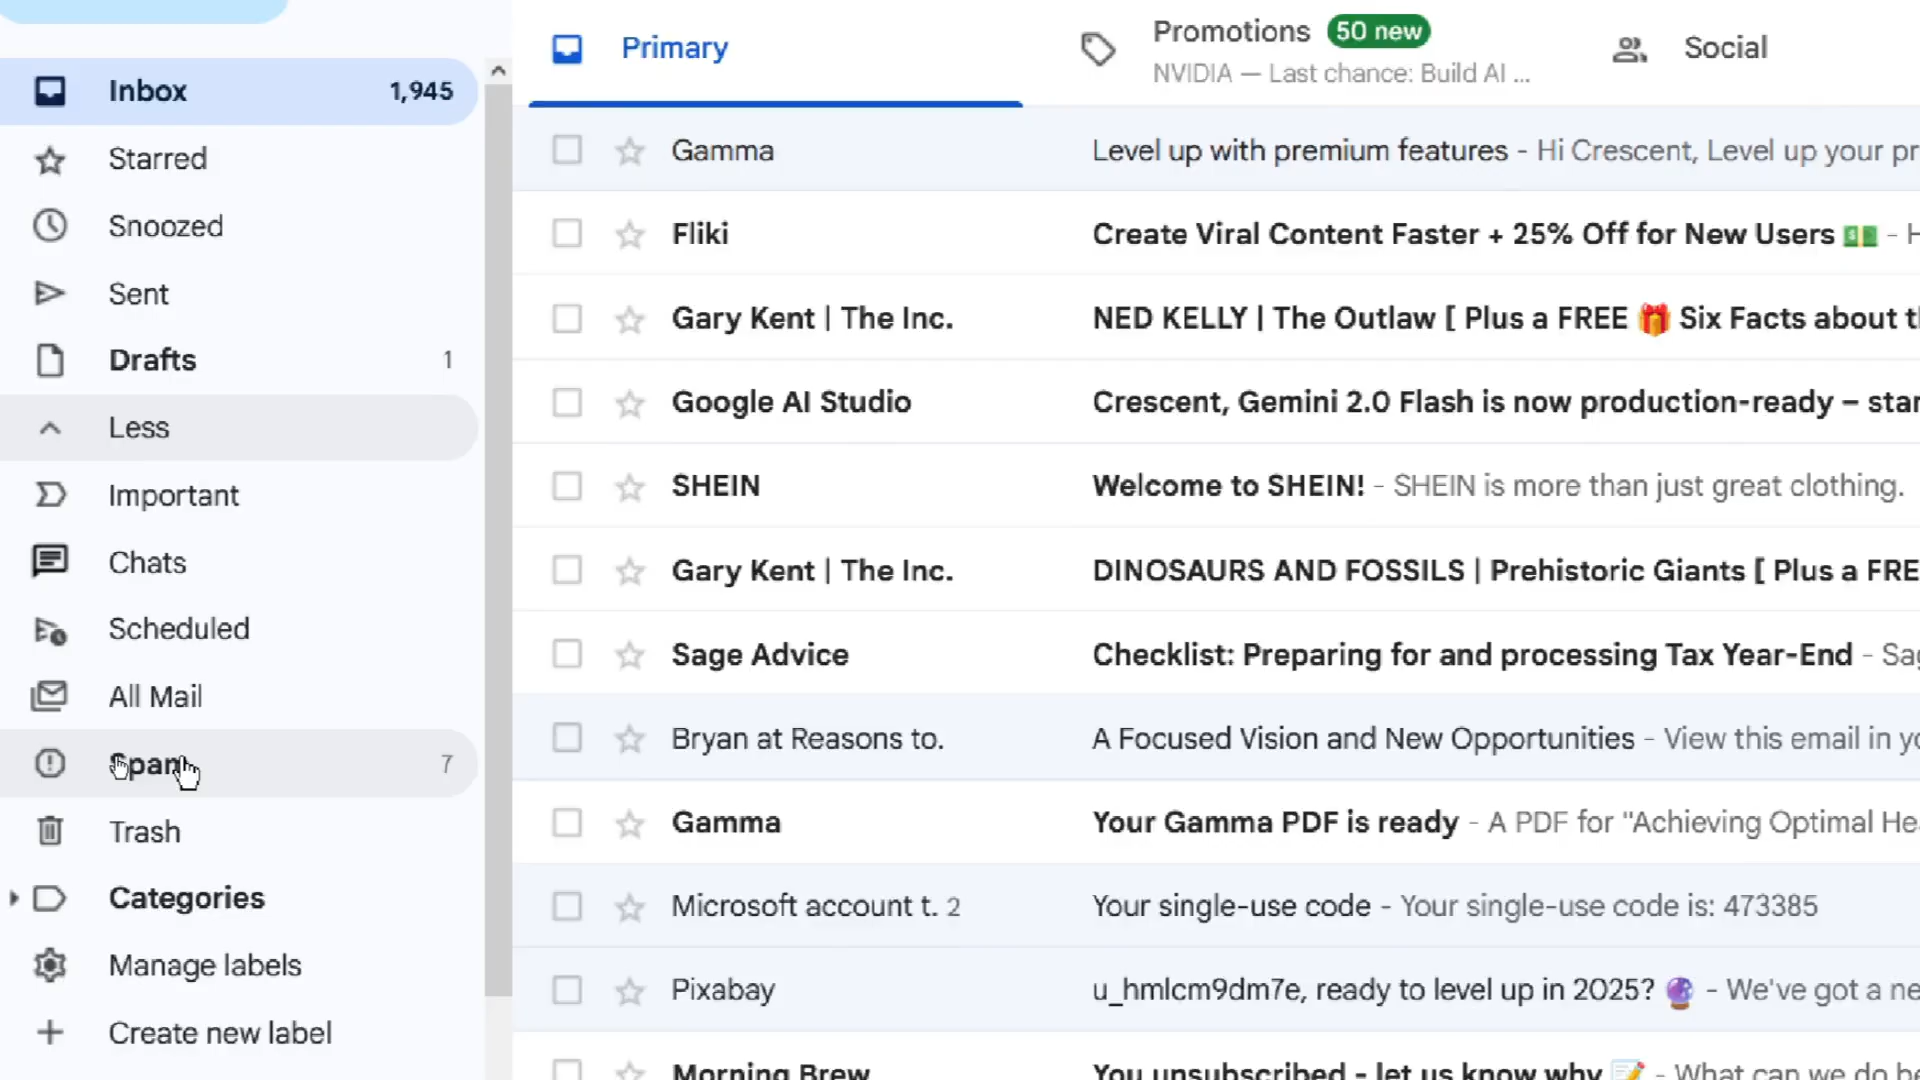 Inbox 1,945
Starred
Snoozed
Sent
Drafts 1
Less
Important
Chats
Scheduled
All Mail
Spam 7
Trash
Categories
Manage labels
Create new label
Primary
Promotions 50 new
NVIDIA — Last chance: Build AI ...
Social
Gamma Level up with premium features - Hi Crescent, Level up your pr
Fliki Create Viral Content Faster + 25% Off for New Users 💵 - H
Gary Kent | The Inc. NED KELLY | The Outlaw [ Plus a FREE 🎁 Six Facts about t
Google AI Studio Crescent, Gemini 2.0 Flash is now production-ready – star
SHEIN Welcome to SHEIN! - SHEIN is more than just great clothing.
Gary Kent | The Inc. DINOSAURS AND FOSSILS | Prehistoric Giants [ Plus a FRE
Sage Advice Checklist: Preparing for and processing Tax Year-End - Sag
Bryan at Reasons to. A Focused Vision and New Opportunities - View this email in yo
Gamma Your Gamma PDF is ready - A PDF for "Achieving Optimal He
Microsoft account t. 2 Your single-use code - Your single-use code is: 473385
Pixabay u_hmlcm9dm7e, ready to level up in 2025? 🔮 - We've got a ne
Morning Brew You unsubscribed - let us know why 📝 - What can we do be